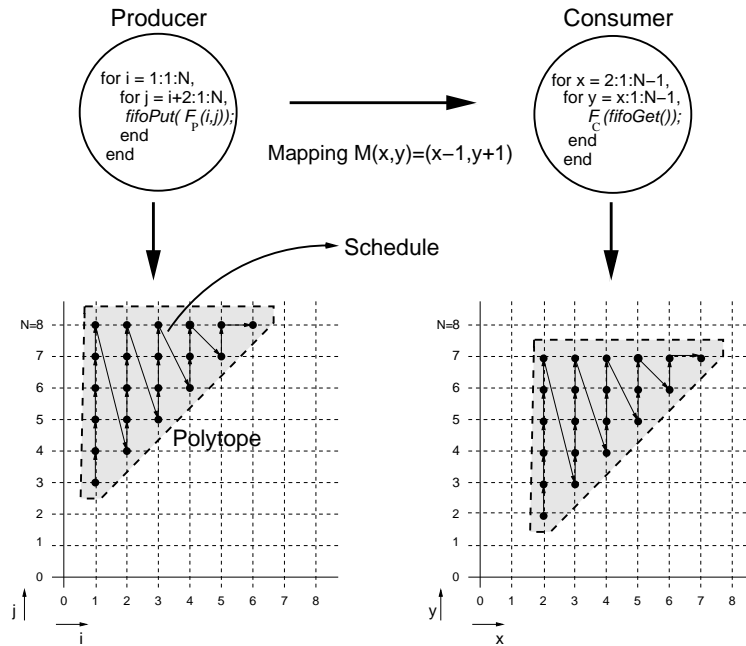 Producer
Consumer
for i = 1:1:N,
for j = i+2:1:N,
fifoPut( F_P(i,j));
end
end
Mapping M(x,y)=(x−1,y+1)
for x = 2:1:N−1,
for y = x:1:N−1,
F_C(fifoGet());
end
end
Schedule
N=8
7
6
5
4
3
2
1
0
Polytope
0 1 2 3 4 5 6 7 8
j
i
N=8
7
6
5
4
3
2
1
0
0 1 2 3 4 5 6 7 8
y
x